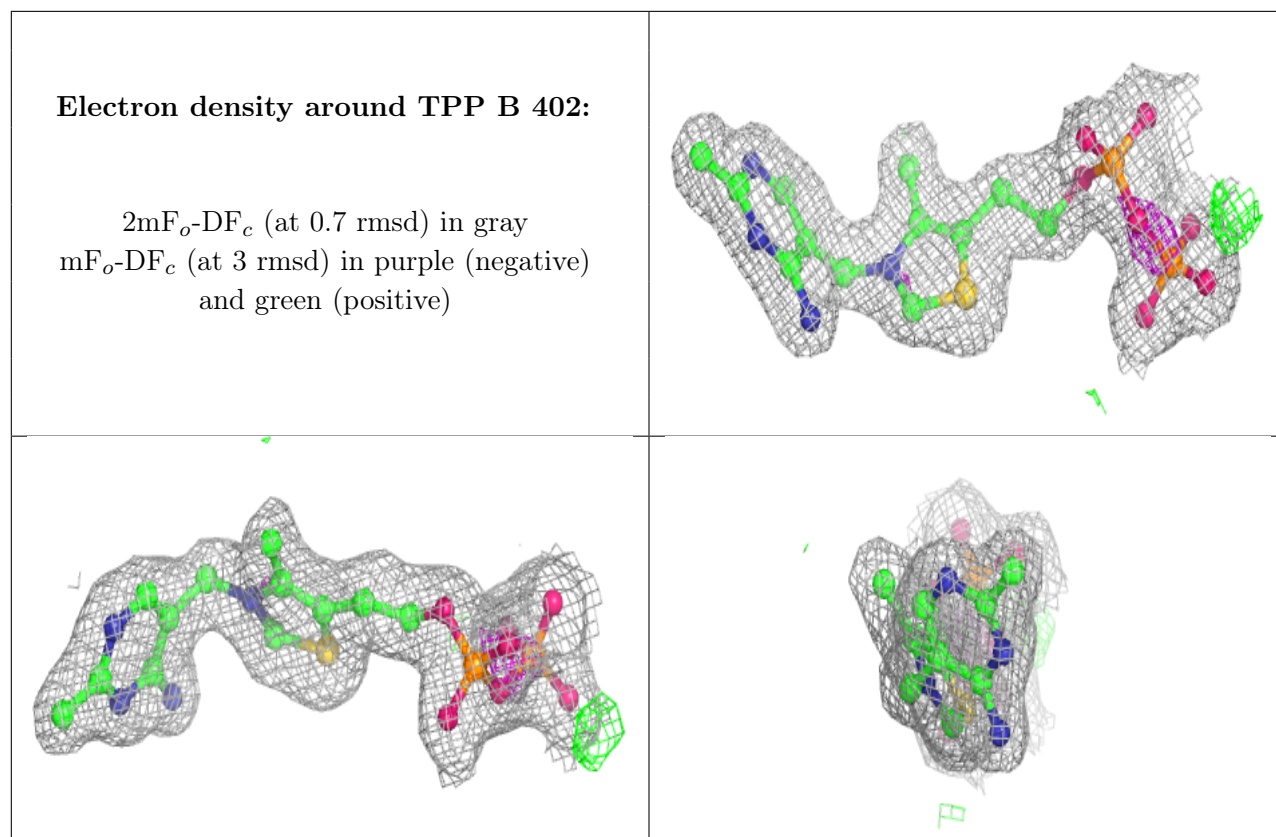 Electron density around TPP B 402:
2mFo-DFc (at 0.7 rmsd) in gray
mFo-DFc (at 3 rmsd) in purple (negative)
and green (positive)